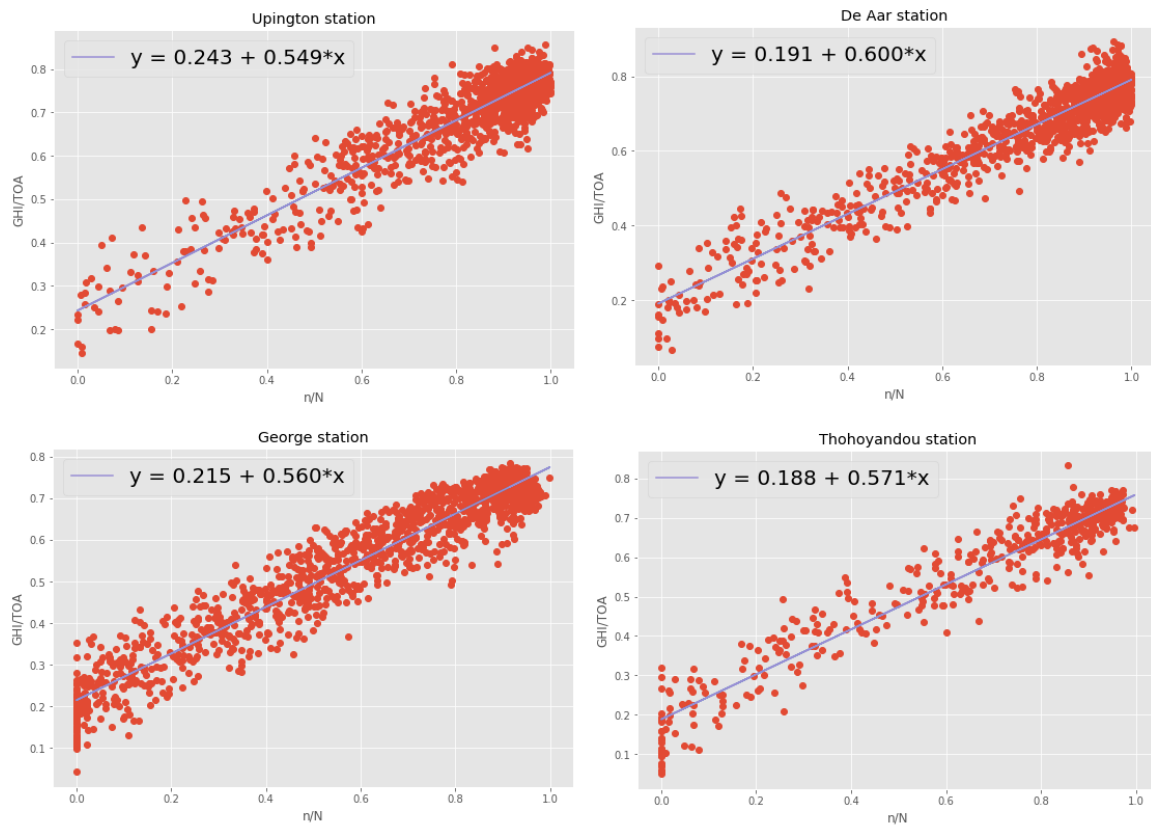 Upington station
y = 0.243 + 0.549*x
GHI/TOA
0.8
0.7
0.6
0.5
0.4
0.3
0.2
0.0 0.2 0.4 0.6 0.8 1.0
n/N
De Aar station
y = 0.191 + 0.600*x
GHI/TOA
0.8
0.6
0.4
0.2
0.0 0.2 0.4 0.6 0.8 1.0
n/N
George station
y = 0.215 + 0.560*x
GHI/TOA
0.8
0.7
0.6
0.5
0.4
0.3
0.2
0.1
0.0 0.2 0.4 0.6 0.8 1.0
n/N
Thohoyandou station
y = 0.188 + 0.571*x
GHI/TOA
0.8
0.7
0.6
0.5
0.4
0.3
0.2
0.1
0.0 0.2 0.4 0.6 0.8 1.0
n/N